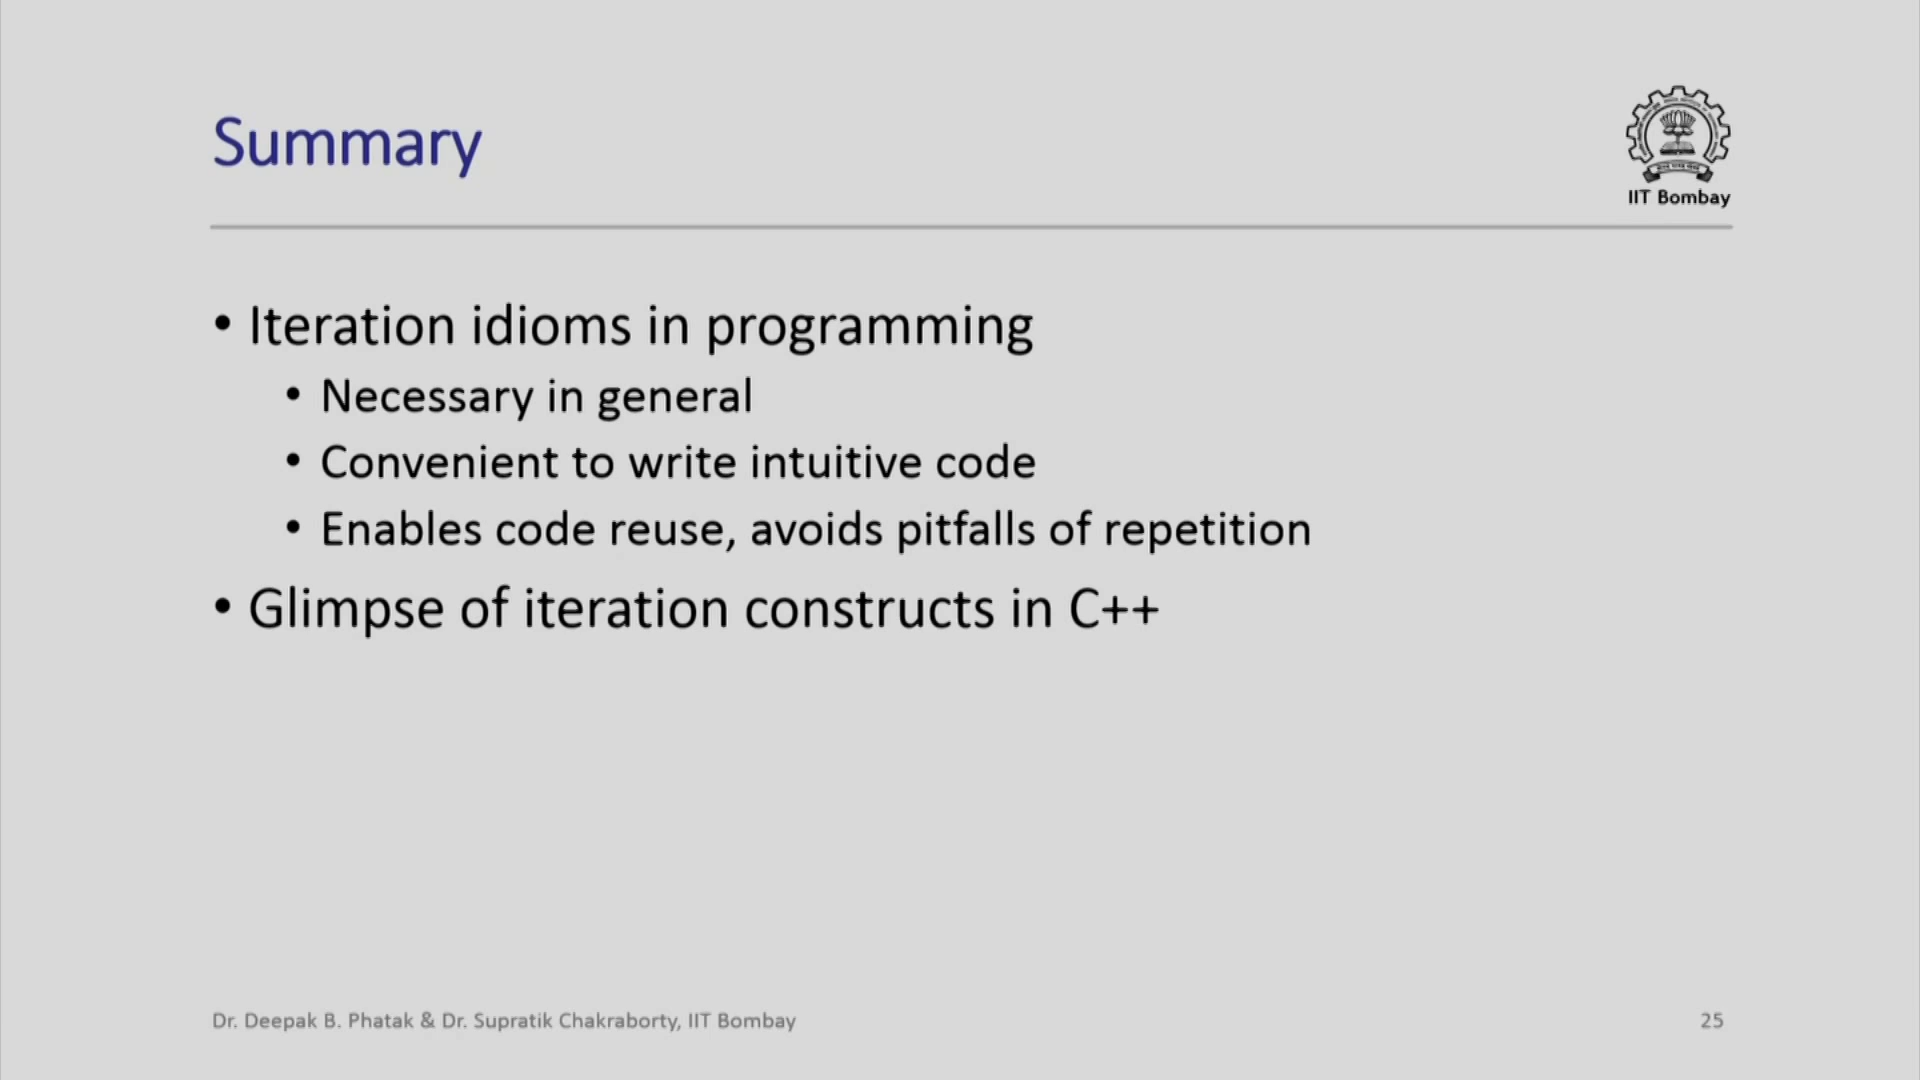 Summary
IIT Bombay
• Iteration idioms in programming
• Necessary in general
• Convenient to write intuitive code
• Enables code reuse, avoids pitfalls of repetition
• Glimpse of iteration constructs in C++
Dr. Deepak B. Phatak & Dr. Supratik Chakraborty, IIT Bombay
25